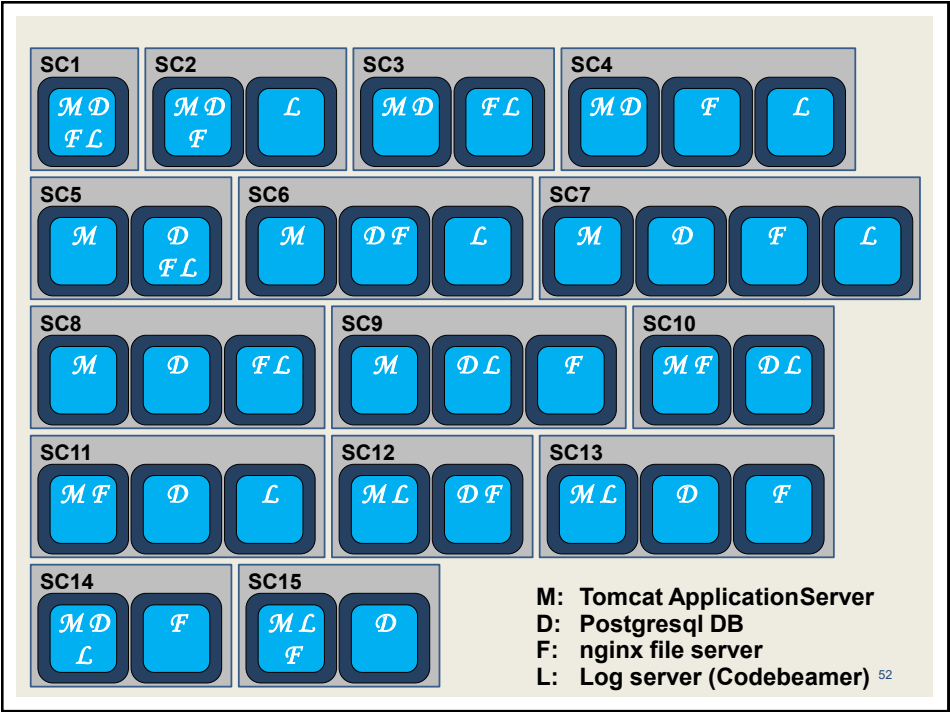 SC1 SC2 SC3 SC4
M D M D L M D F L M D F L
F L F
SC5 SC6 SC7
M D M D F L M D F L
F L
SC8 SC9 SC10
M D F L M D L F M F D L
SC11 SC12 SC13
M F D L M L D F M L D F
SC14 SC15
M D F M L D
L F
M: Tomcat ApplicationServer
D: Postgresql DB
F: nginx file server
L: Log server (Codebeamer) 52